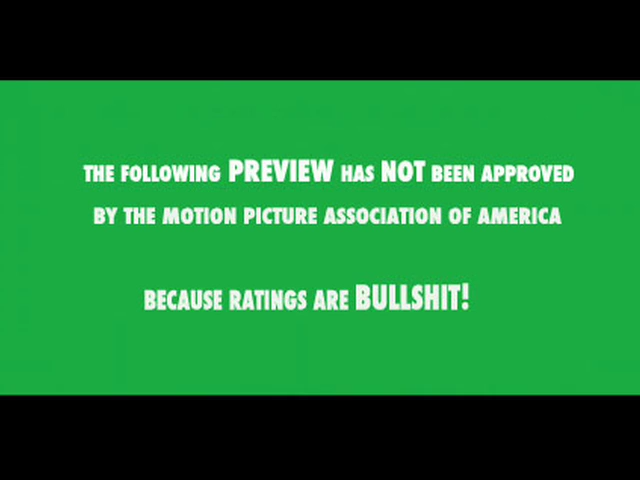 THE FOLLOWING PREVIEW HAS NOT BEEN APPROVED
BY THE MOTION PICTURE ASSOCIATION OF AMERICA
BECAUSE RATINGS ARE BULLSHIT!